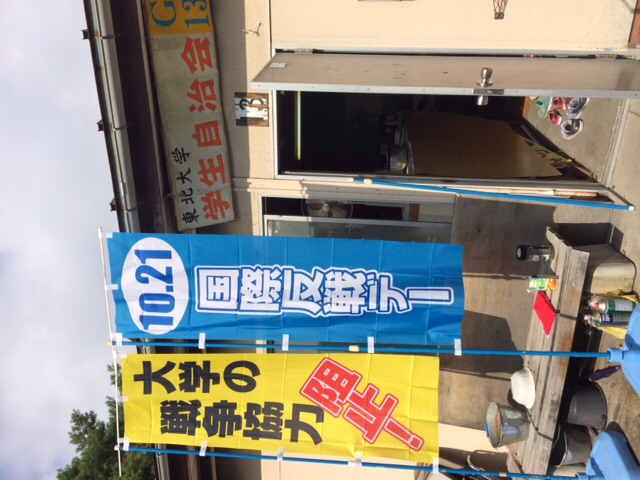 東北大学
学生自治会
10.21
国際反戦デー
大学の
戦争協力
阻止!